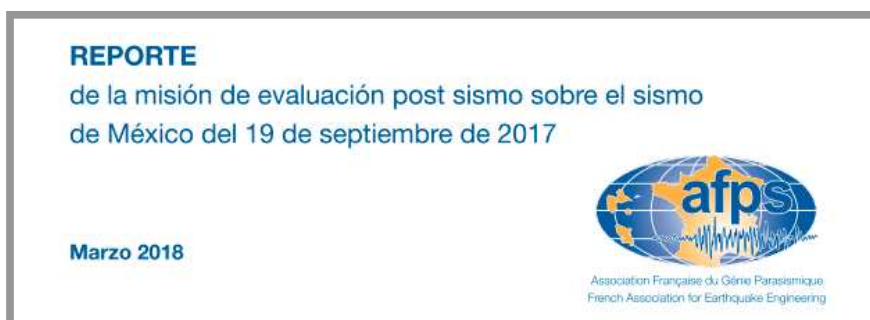 REPORTE
de la misión de evaluación post sismo sobre el sismo
de México del 19 de septiembre de 2017
afps
Marzo 2018
Association Française du Génie Parasismique
French Association for Earthquake Engineering